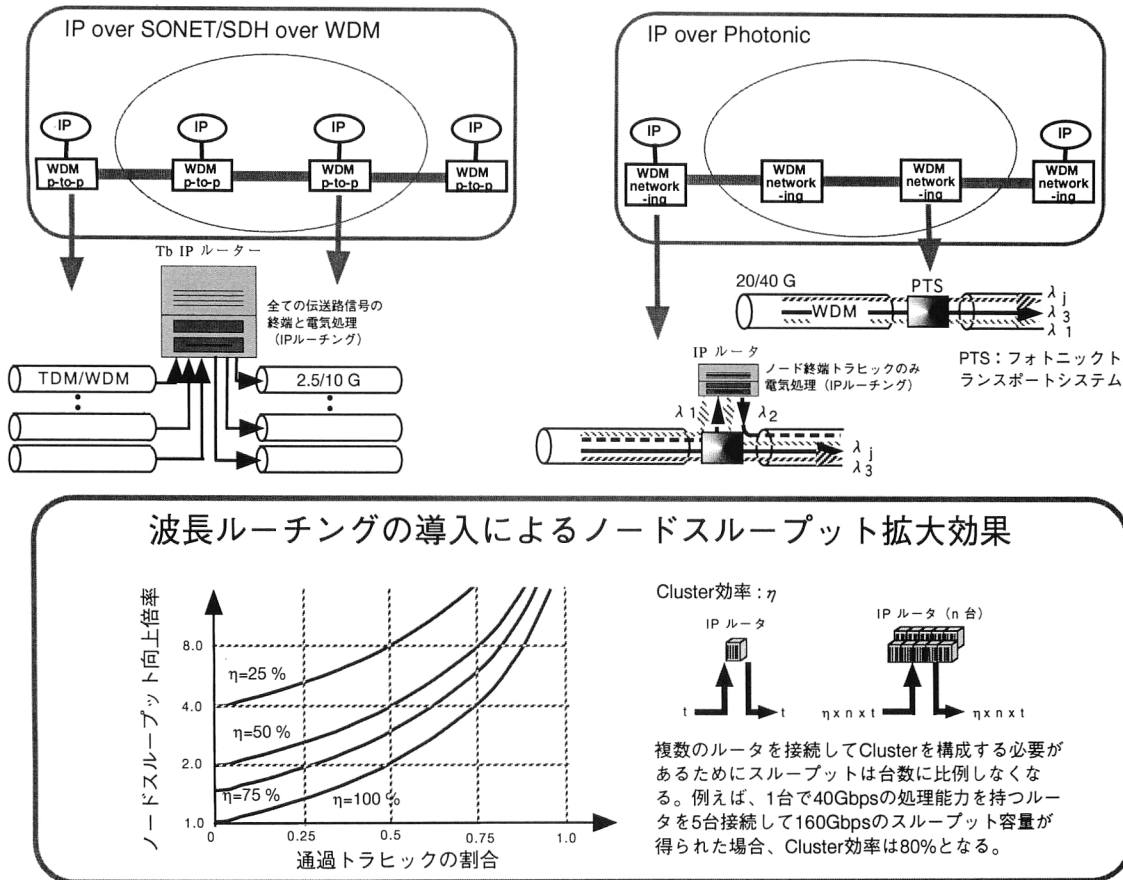 IP over SONET/SDH over WDM
IP
IP
IP
IP
WDM
p-to-p
WDM
p-to-p
WDM
p-to-p
WDM
p-to-p
Tb IP ルーター
全ての伝送路信号の
終端と電気処理
（IPルーチング）
TDM/WDM
2.5/10 G
IP over Photonic
IP
IP
WDM
network
-ing
WDM
network
-ing
WDM
network
-ing
WDM
network
-ing
20/40 G
PTS
WDM
λj
λ3
λ1
PTS：フォトニックト
ランスポートシステム
IP ルータ
ノード終端トラヒックのみ
電気処理（IPルーチング）
λ1
λ2
λj
λ3
波長ルーチングの導入によるノードスループット拡大効果
ノードスループット向上倍率
8.0
4.0
2.0
1.0
η=25 %
η=50 %
η=75 %
η=100 %
0
0.25
0.5
0.75
1.0
通過トラヒックの割合
Cluster効率：η
IP ルータ
IP ルータ（n 台）
t
t
η x n x t
η x n x t
複数のルータを接続してClusterを構成する必要が
あるためにスループットは台数に比例しなくな
る。例えば、1台で40Gbpsの処理能力を持つルー
タを5台接続して160Gbpsのスループット容量が
得られた場合、Cluster効率は80%となる。